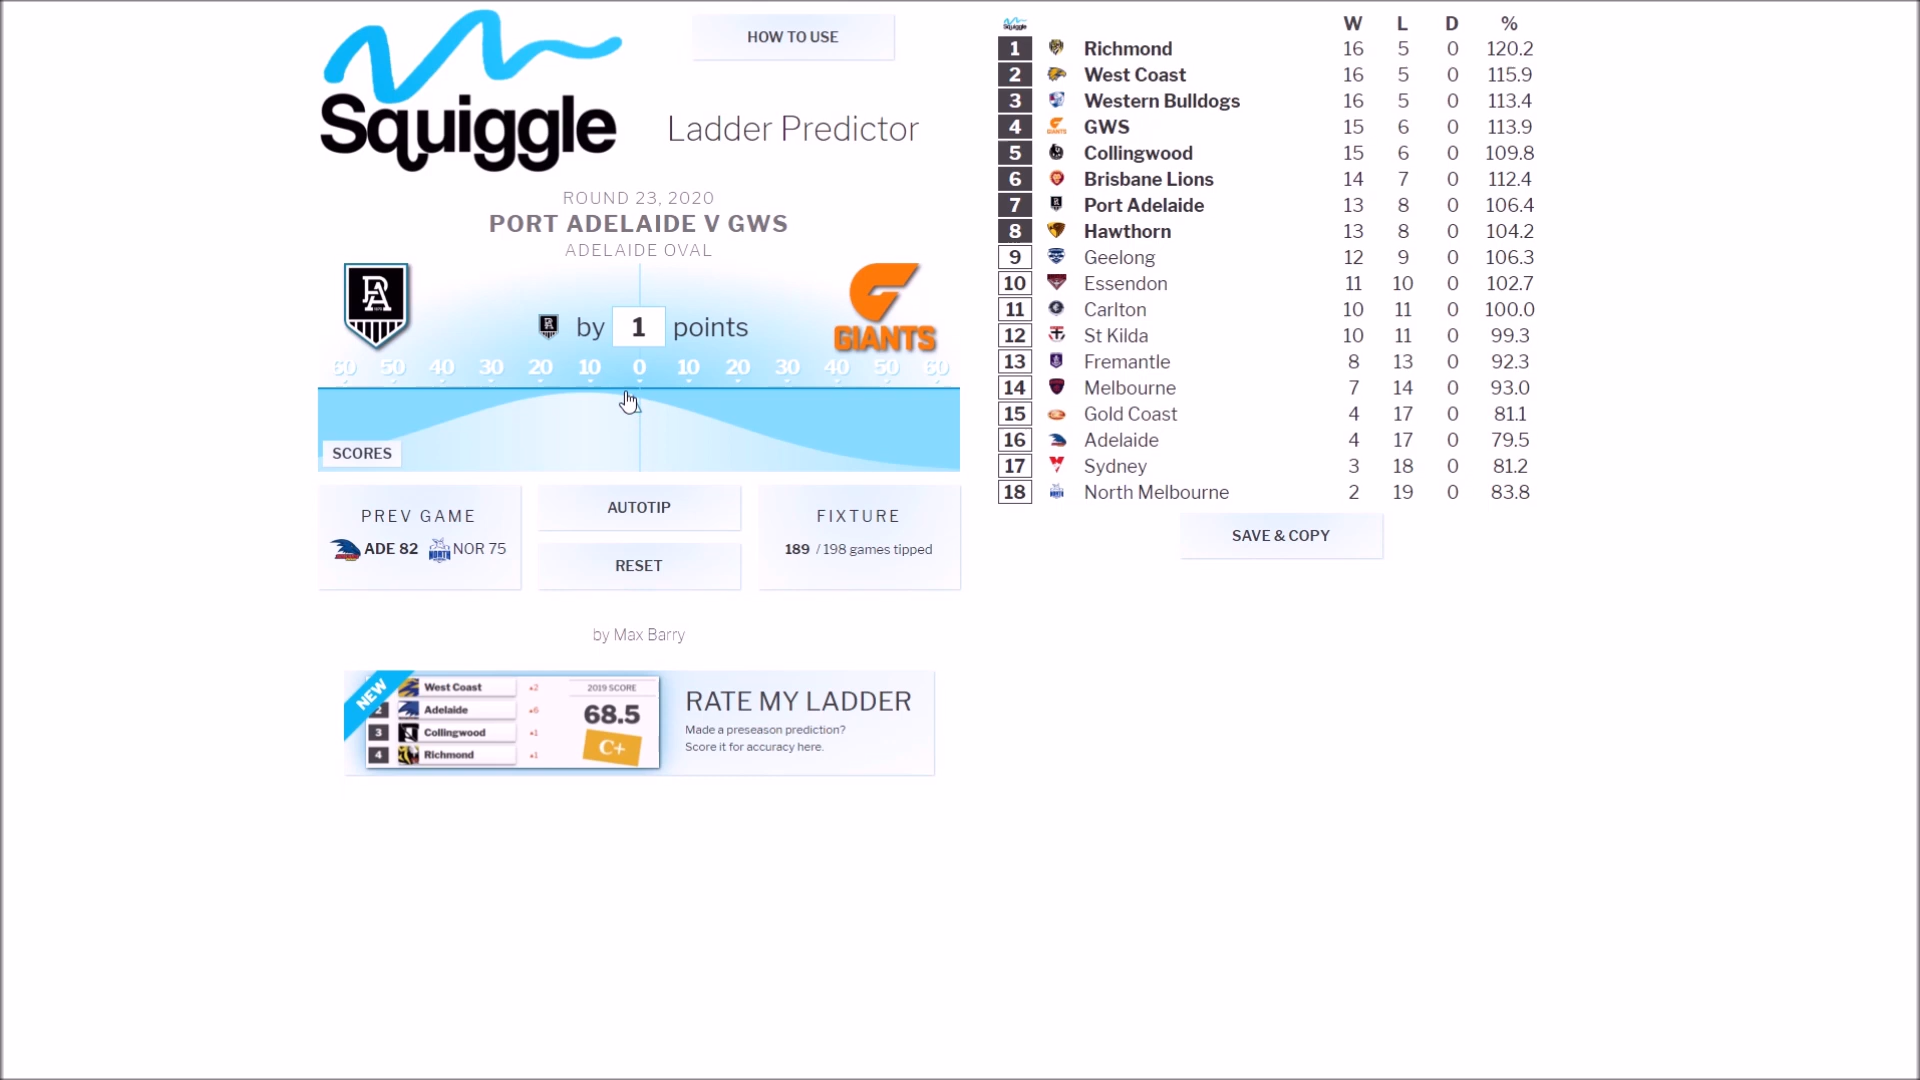 Squiggle
HOW TO USE
Ladder Predictor
ROUND 23, 2020
PORT ADELAIDE V GWS
ADELAIDE OVAL
GIANTS
by 1 points
60 50 40 30 20 10 0 10 20 30 40 50 60
SCORES
PREV GAME
ADE 82 NOR 75
AUTOTIP
RESET
FIXTURE
189 / 198 games tipped
by Max Barry
NEW
West Coast
2 Adelaide
3 Collingwood
4 Richmond
2019 SCORE
68.5
C+
RATE MY LADDER
Made a preseason prediction?
Score it for accuracy here.
Squiggle W L D %
1 Richmond 16 5 0 120.2
2 West Coast 16 5 0 115.9
3 Western Bulldogs 16 5 0 113.4
4 GWS 15 6 0 113.9
5 Collingwood 15 6 0 109.8
6 Brisbane Lions 14 7 0 112.4
7 Port Adelaide 13 8 0 106.4
8 Hawthorn 13 8 0 104.2
9 Geelong 12 9 0 106.3
10 Essendon 11 10 0 102.7
11 Carlton 10 11 0 100.0
12 St Kilda 10 11 0 99.3
13 Fremantle 8 13 0 92.3
14 Melbourne 7 14 0 93.0
15 Gold Coast 4 17 0 81.1
16 Adelaide 4 17 0 79.5
17 Sydney 3 18 0 81.2
18 North Melbourne 2 19 0 83.8
SAVE & COPY